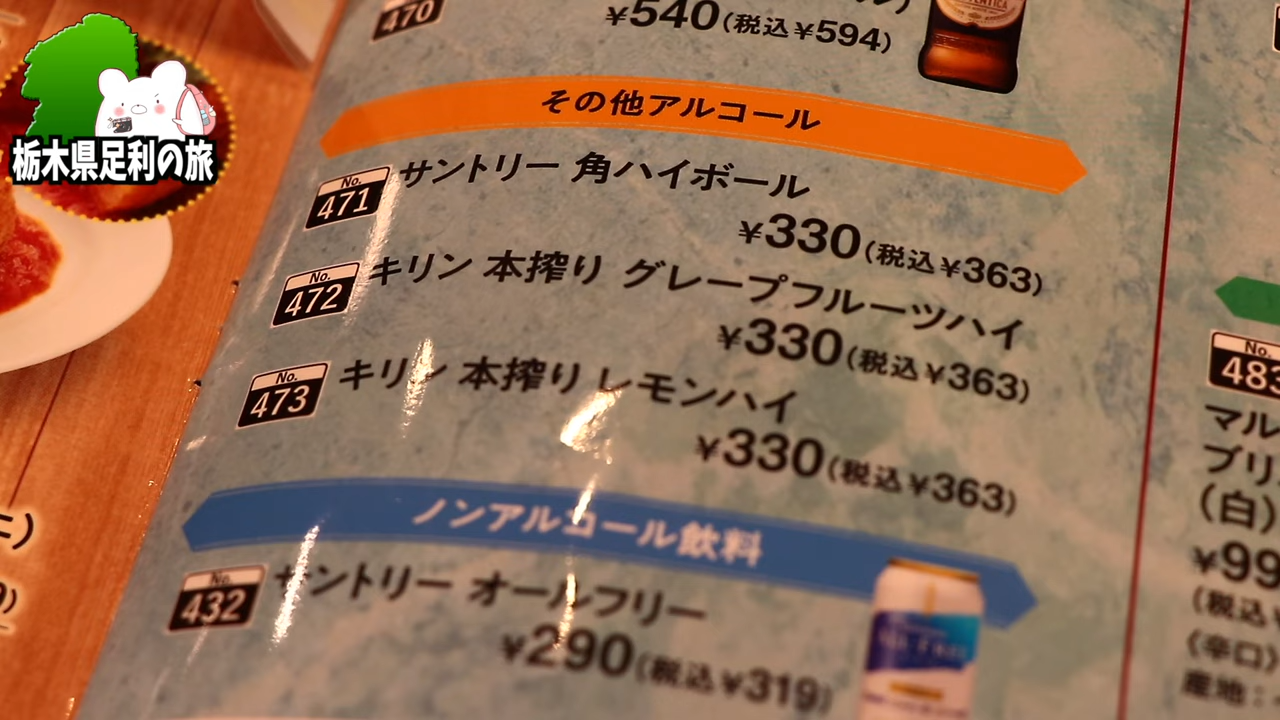 栃木県足利の旅
470
¥540(税込¥594)
その他アルコール
No.
471
サントリー 角ハイボール
¥330(税込¥363)
No.
472
キリン 本搾り グレープフルーツハイ
¥330(税込¥363)
No.
473
キリン 本搾り レモンハイ
¥330(税込¥363)
ノンアルコール飲料
No.
432
サントリー オールフリー
¥290(税込¥319)
No.
483
マル
ブリ
(白)
¥99
(税込
(辛口)
産地: